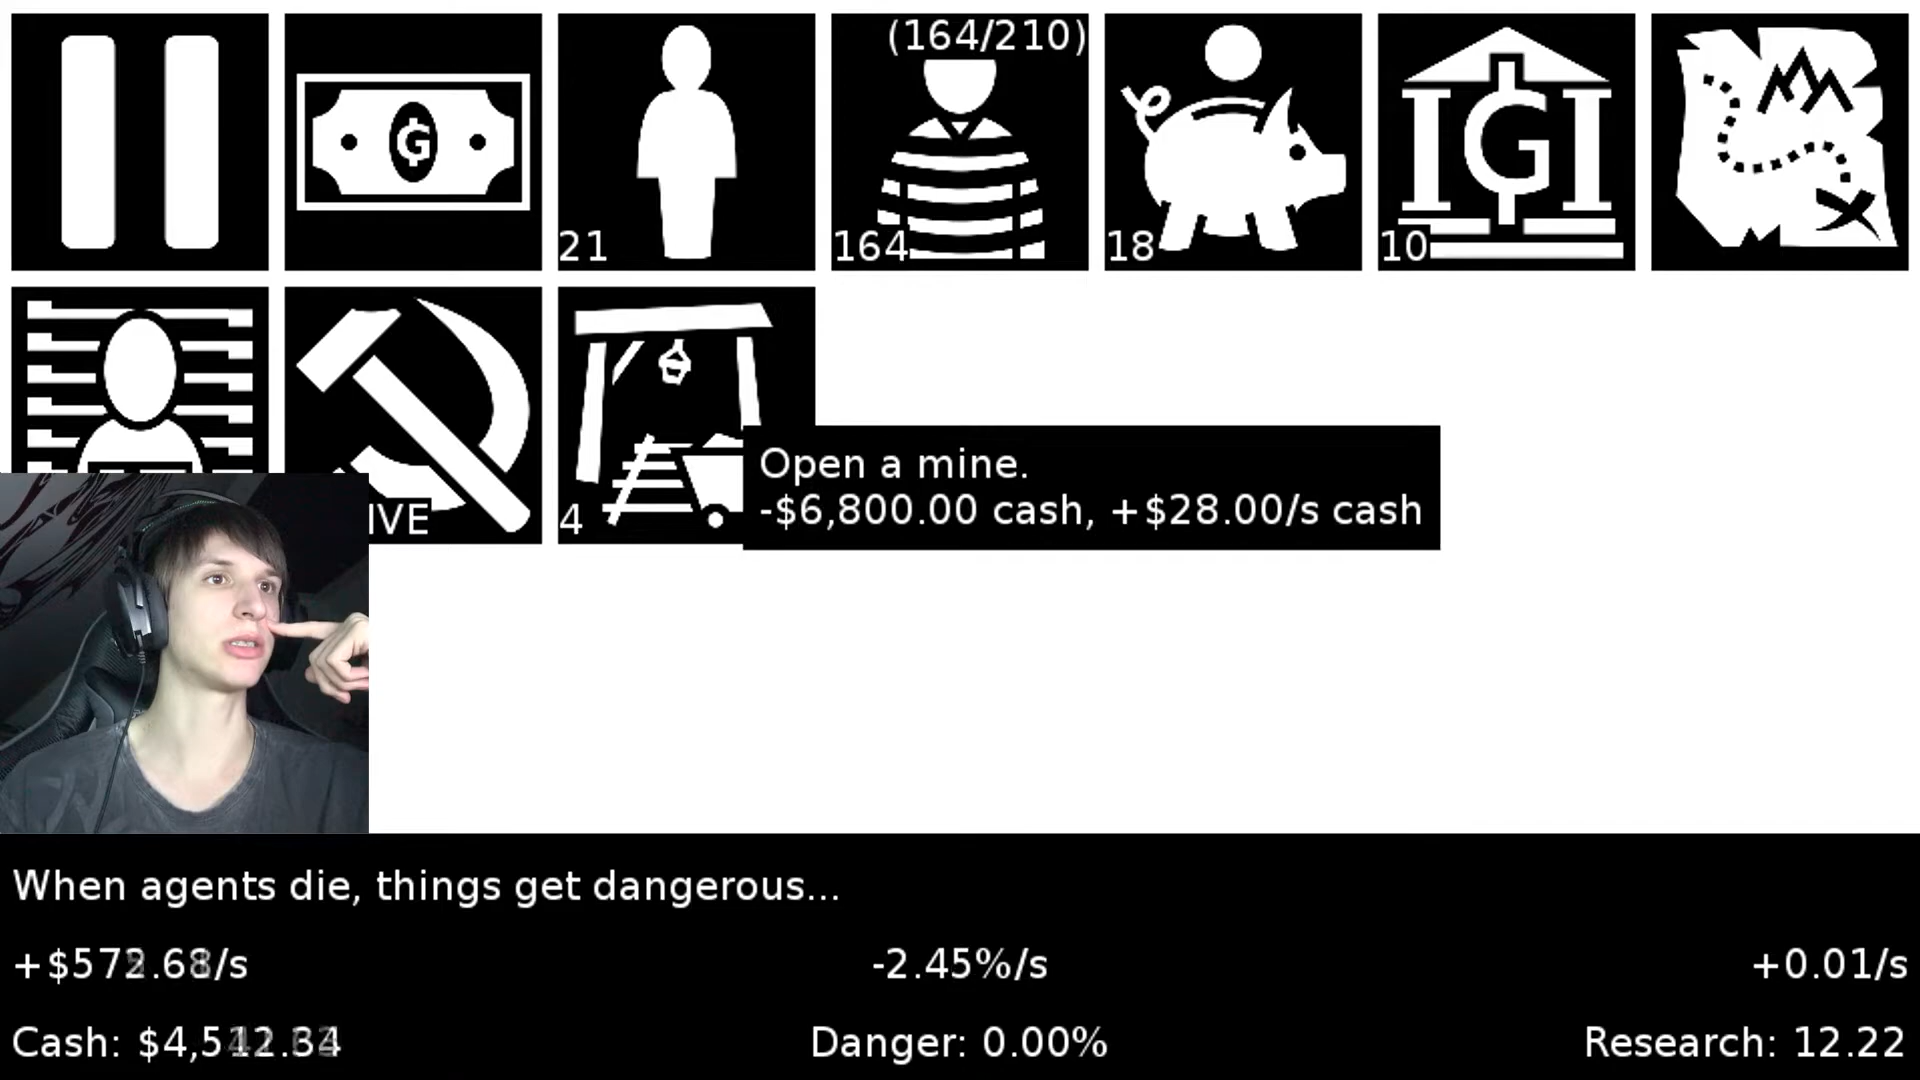 (164/210)
21
164
18
10
IVE
4
Open a mine.
-$6,800.00 cash, +$28.00/s cash
When agents die, things get dangerous...
-2.45%/s
+0.01/s
Cash:
Danger: 0.00%
Research: 12.22